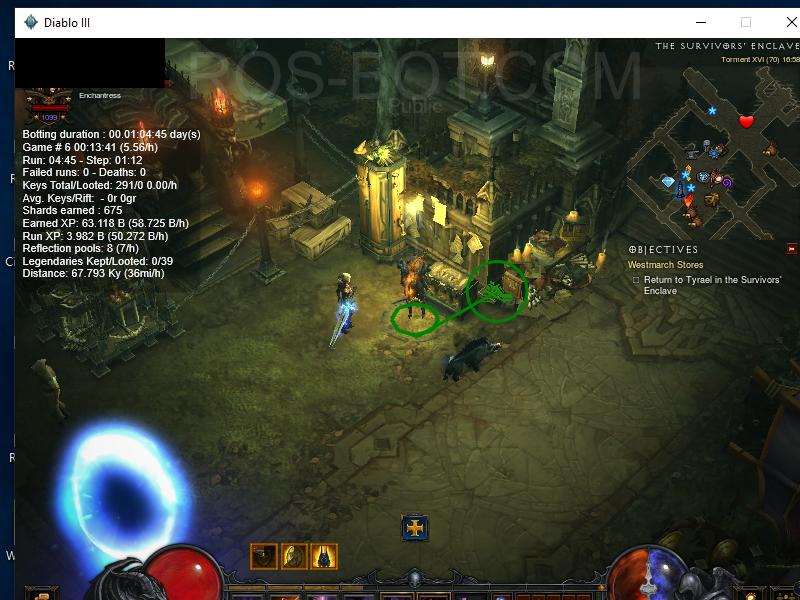 Diablo III
ROS-BOT.COM
Public
THE SURVIVORS' ENCLAVE
Torment XVI (70) 16:58
Enchantress
1099
Botting duration : 00.01:04:45 day(s)
Game # 6 00:13:41 (5.56/h)
Run: 04:45 - Step: 01:12
Failed runs: 0 - Deaths: 0
Keys Total/Looted: 291/0 0.00/h
Avg. Keys/Rift: - 0r 0gr
Shards earned : 675
Earned XP: 63.118 B (58.725 B/h)
Run XP: 3.982 B (50.272 B/h)
Reflection pools: 8 (7/h)
Legendaries Kept/Looted: 0/39
Distance: 67.793 Ky (36mi/h)
OBJECTIVES
Westmarch Stores
Return to Tyrael in the Survivors'
Enclave